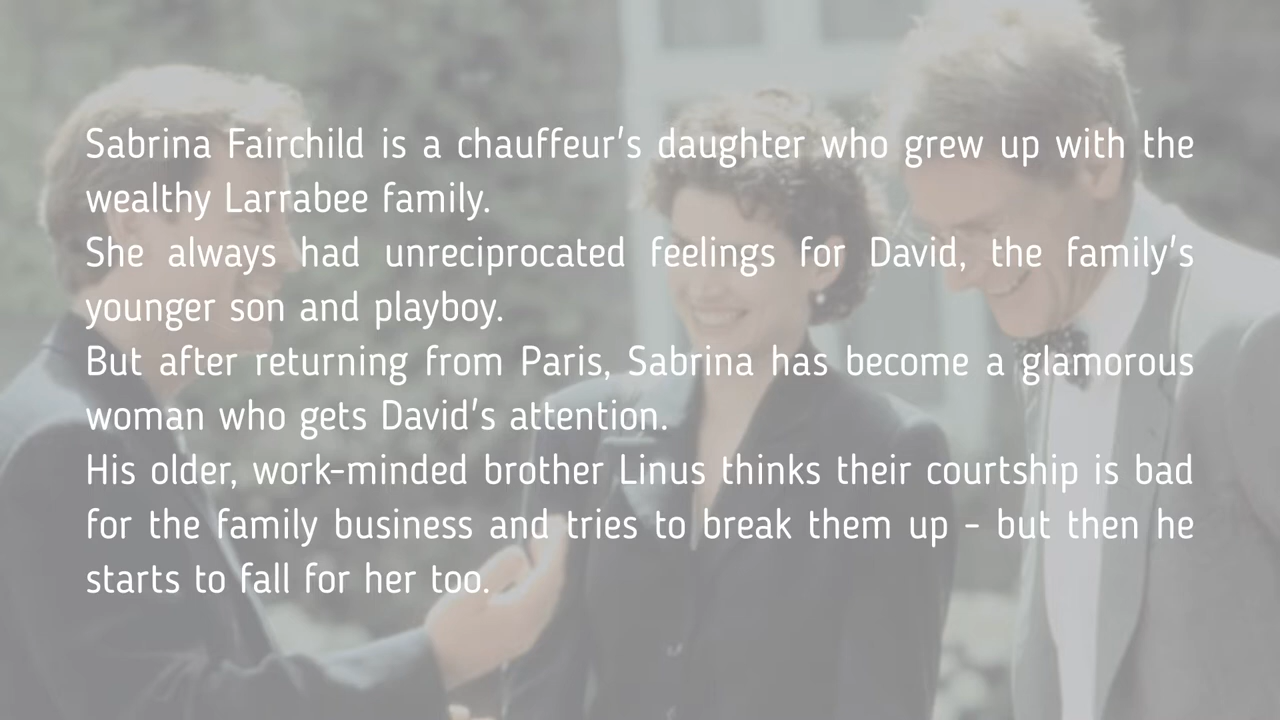 Sabrina Fairchild is a chauffeur's daughter who grew up with the
wealthy Larrabee family.
She always had unreciprocated feelings for David, the family's
younger son and playboy.
But after returning from Paris, Sabrina has become a glamorous
woman who gets David's attention.
His older, work-minded brother Linus thinks their courtship is bad
for the family business and tries to break them up - but then he
starts to fall for her too.